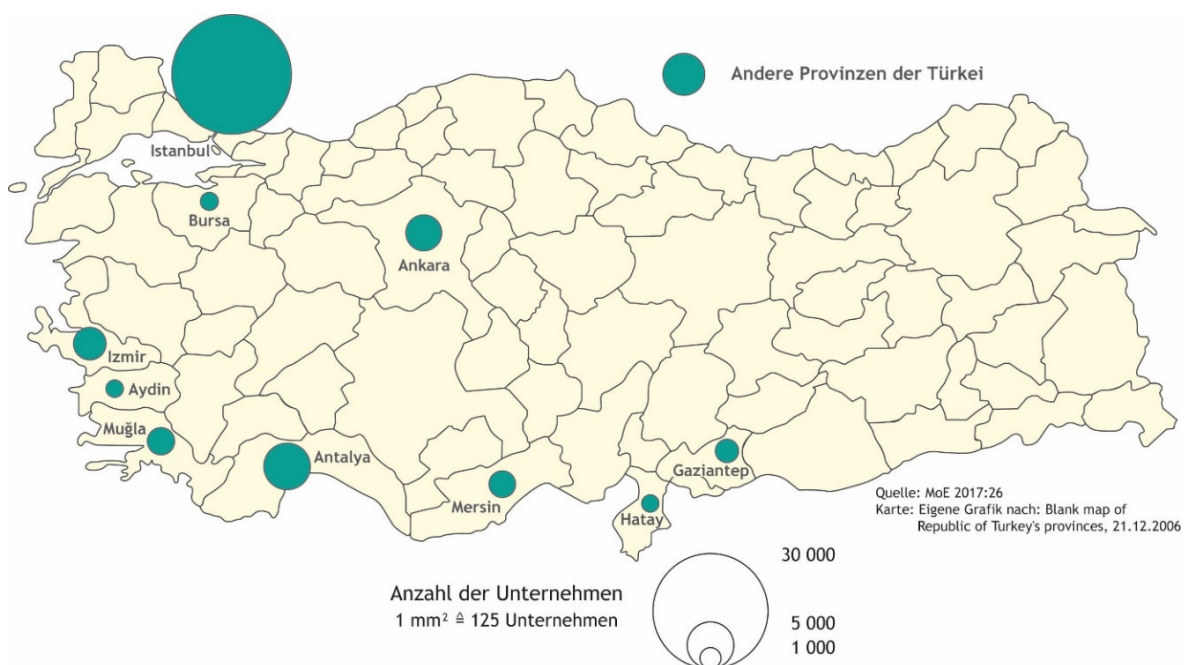 Andere Provinzen der Türkei
Istanbul
Bursa
Ankara
Izmir
Aydin
Muğla
Antalya
Mersin
Gaziantep
Hatay
Quelle: MoE 2017:26
Karte: Eigene Grafik nach: Blank map of
Republic of Turkey's provinces, 21.12.2006
Anzahl der Unternehmen
1 mm² ≙ 125 Unternehmen
30 000
5 000
1 000